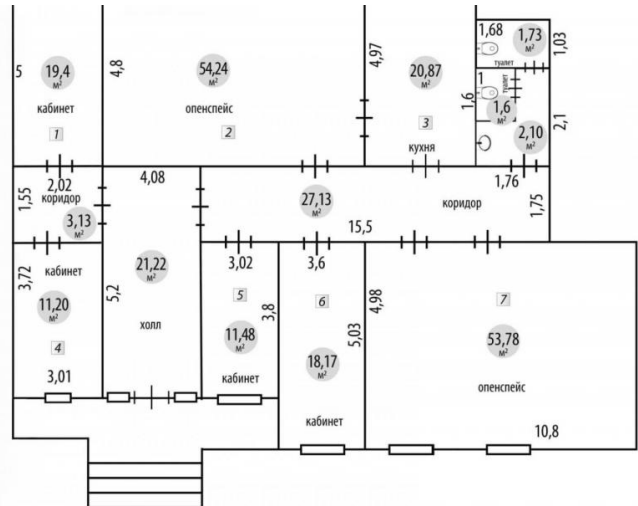 1,68
1,73
м²
1,03
туалет
5
19,4
м²
кабинет
1
4,8
54,24
м²
опенспейс
2
4,97
20,87
м²
3
кухня
1,6
1
туалет
1,6
м²
2,10
м²
2,1
1,55
2,02
коридор
3,13
м²
4,08
27,13
м²
15,5
коридор
1,76
1,75
3,72
кабинет
11,20
м²
4
3,01
5,2
21,22
м²
холл
3,02
5
3,8
11,48
м²
кабинет
3,6
6
5,03
18,17
м²
кабинет
4,98
7
53,78
м²
опенспейс
10,8